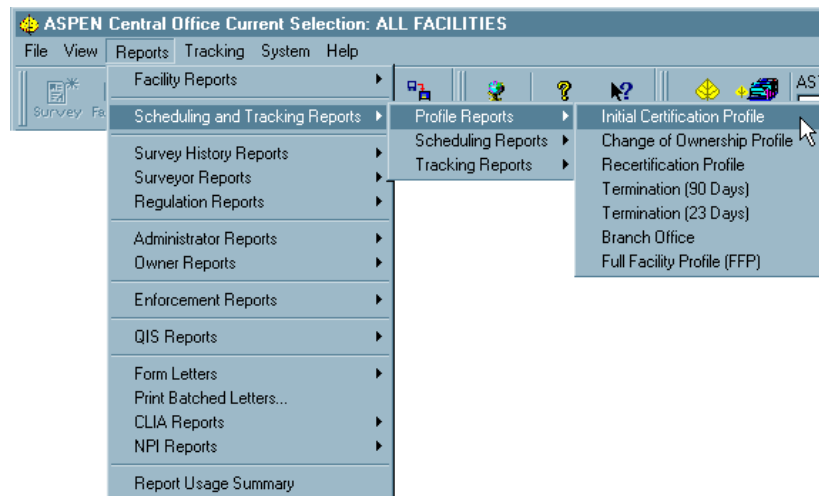 ASPEN Central Office Current Selection: ALL FACILITIES
File View Reports Tracking System Help
Survey Fa
AS
Facility Reports
Scheduling and Tracking Reports
Survey History Reports
Surveyor Reports
Regulation Reports
Administrator Reports
Owner Reports
Enforcement Reports
QIS Reports
Form Letters
Print Batched Letters...
CLIA Reports
NPI Reports
Report Usage Summary
Profile Reports
Scheduling Reports
Tracking Reports
Initial Certification Profile
Change of Ownership Profile
Recertification Profile
Termination (90 Days)
Termination (23 Days)
Branch Office
Full Facility Profile (FFP)